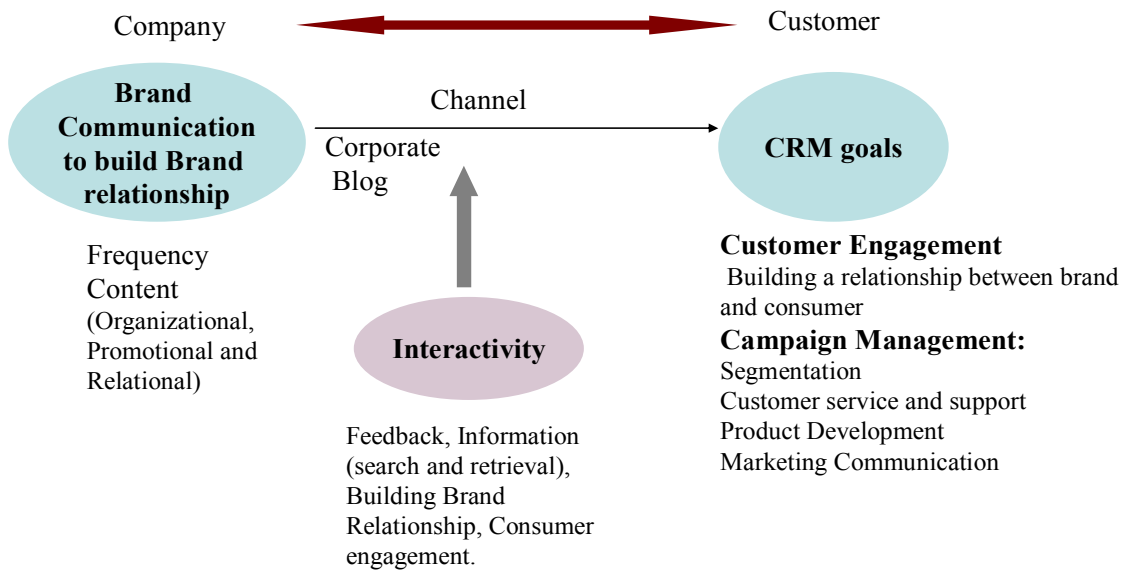 Company
Customer
Brand
Communication
to build Brand
relationship
Channel
Corporate
Blog
CRM goals
Frequency
Content
(Organizational,
Promotional and
Relational)
Interactivity
Feedback, Information
(search and retrieval),
Building Brand
Relationship, Consumer
engagement.
Customer Engagement
Building a relationship between brand
and consumer
Campaign Management:
Segmentation
Customer service and support
Product Development
Marketing Communication